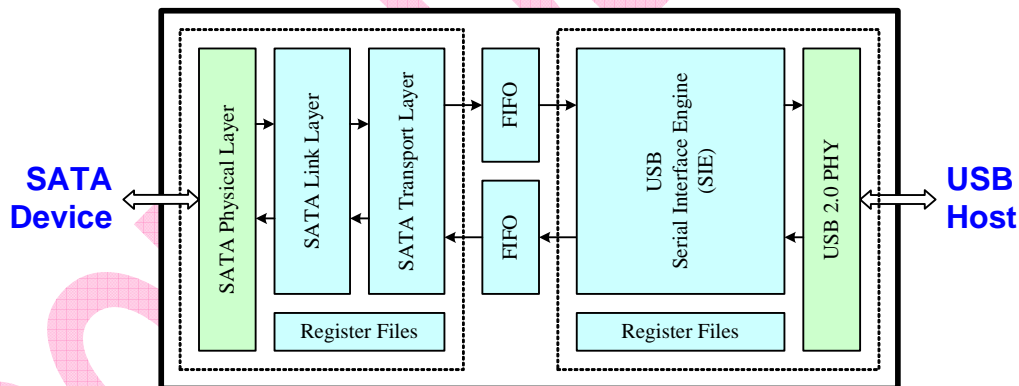 SATA
Device
SATA Physical Layer
SATA Link Layer
SATA Transport Layer
Register Files
FIFO
FIFO
USB
Serial Interface Engine
(SIE)
Register Files
USB 2.0 PHY
USB
Host